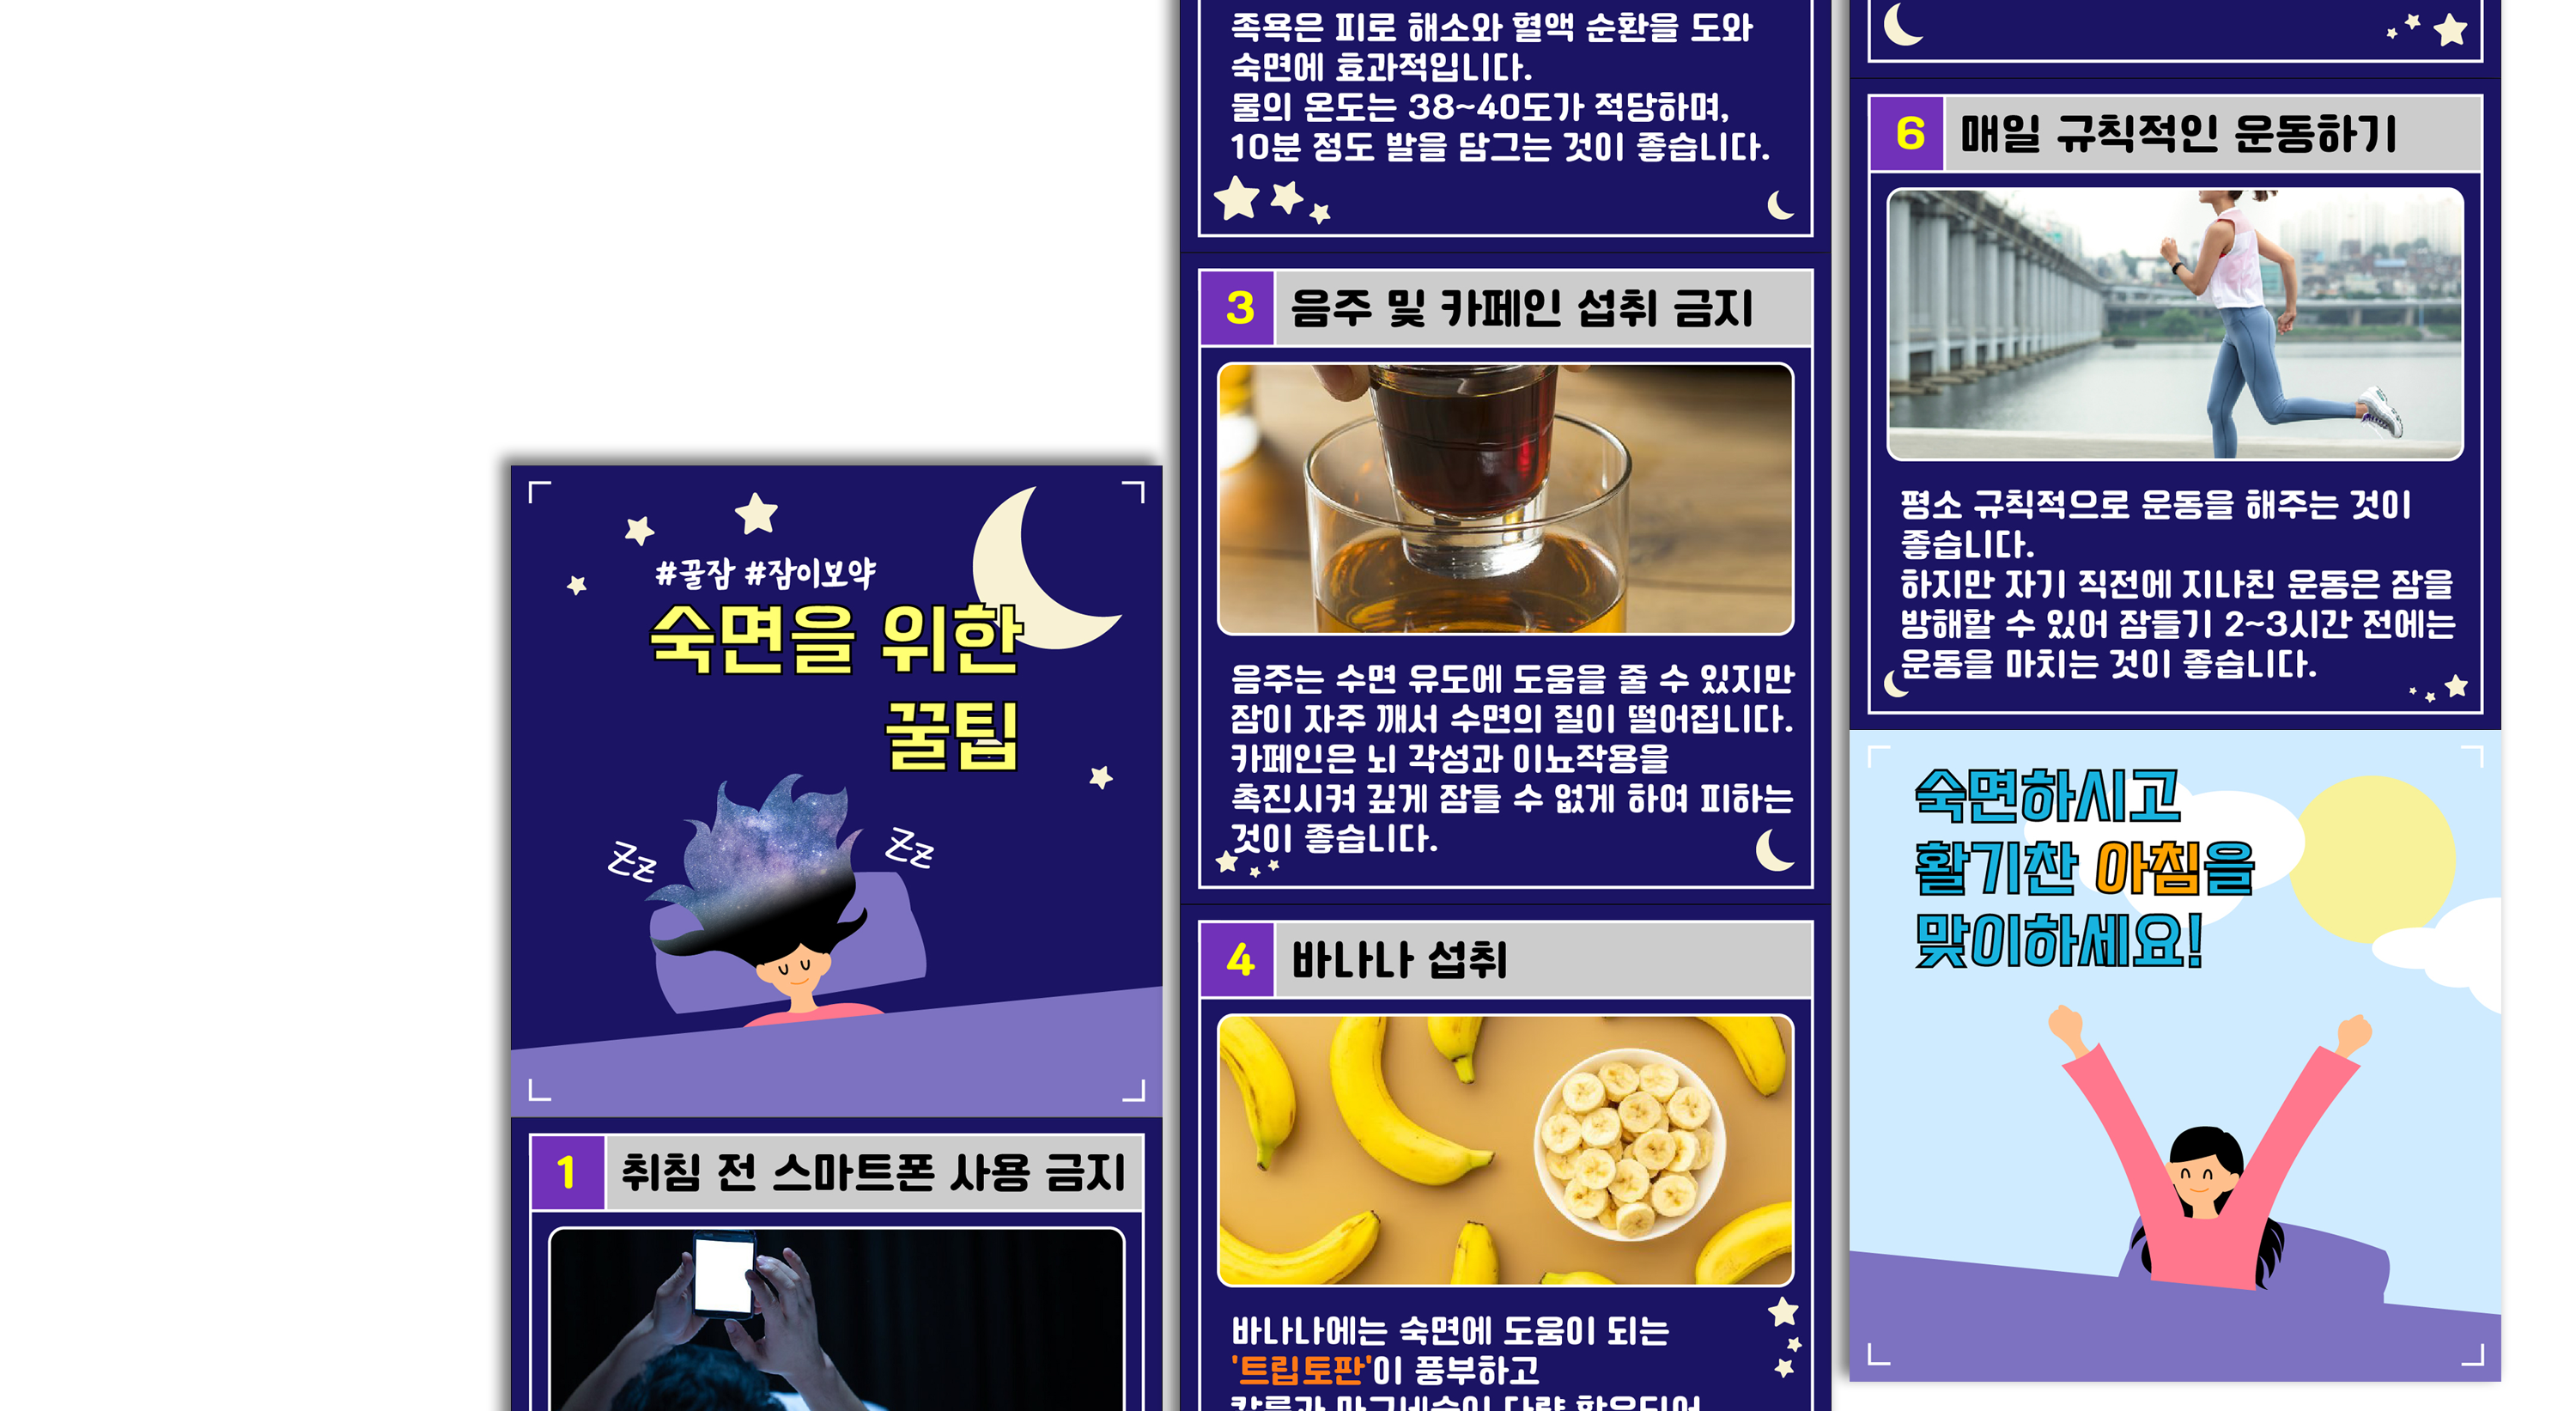 #꿀잠 #잠이보약
숙면을 위한
꿀팁
Zz
Zz
1 취침 전 스마트폰 사용 금지
족욕은 피로 해소와 혈액 순환을 도와
숙면에 효과적입니다.
물의 온도는 38~40도가 적당하며,
10분 정도 발을 담그는 것이 좋습니다.
3 음주 및 카페인 섭취 금지
음주는 수면 유도에 도움을 줄 수 있지만
잠이 자주 깨서 수면의 질이 떨어집니다.
카페인은 뇌 각성과 이뇨작용을
촉진시켜 깊게 잠들 수 없게 하여 피하는
것이 좋습니다.
4 바나나 섭취
바나나에는 숙면에 도움이 되는
'트립토판'이 풍부하고
칼륨과 마그네슘이 다량 함유되어
6 매일 규칙적인 운동하기
평소 규칙적으로 운동을 해주는 것이
좋습니다.
하지만 자기 직전에 지나친 운동은 잠을
방해할 수 있어 잠들기 2~3시간 전에는
운동을 마치는 것이 좋습니다.
숙면하시고
활기찬 아침을
맞이하세요!